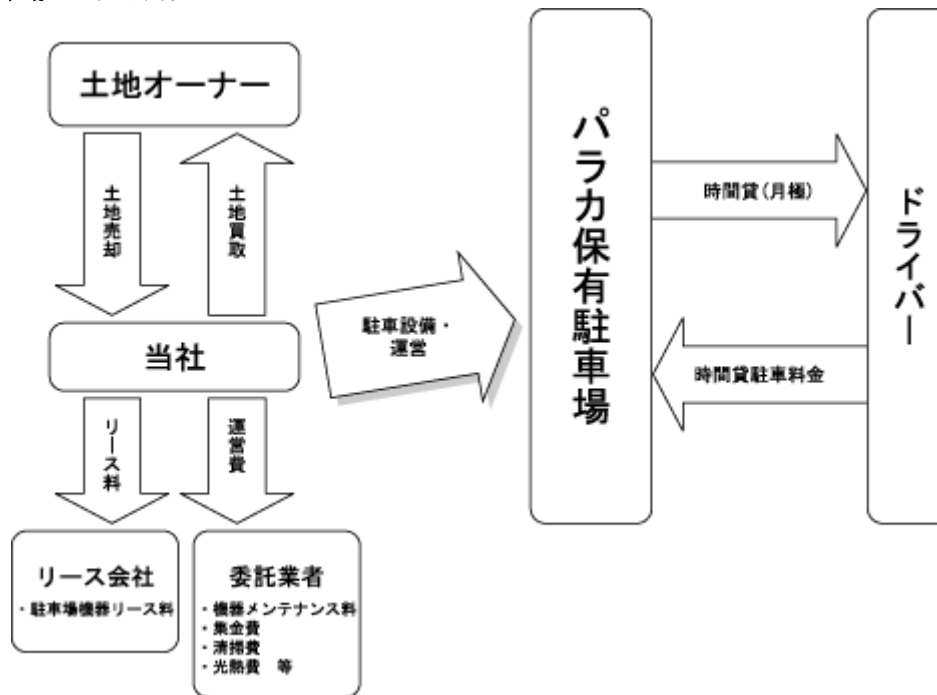 土地オーナー
土地売却
土地買取
当社
リース料
運営費
リース会社
・駐車場機器リース料
委託業者
・機器メンテナンス料
・集金費
・清掃費
・光熱費　等
駐車設備・
運営
パラカ保有駐車場
時間貸(月極)
時間貸駐車料金
ドライバー